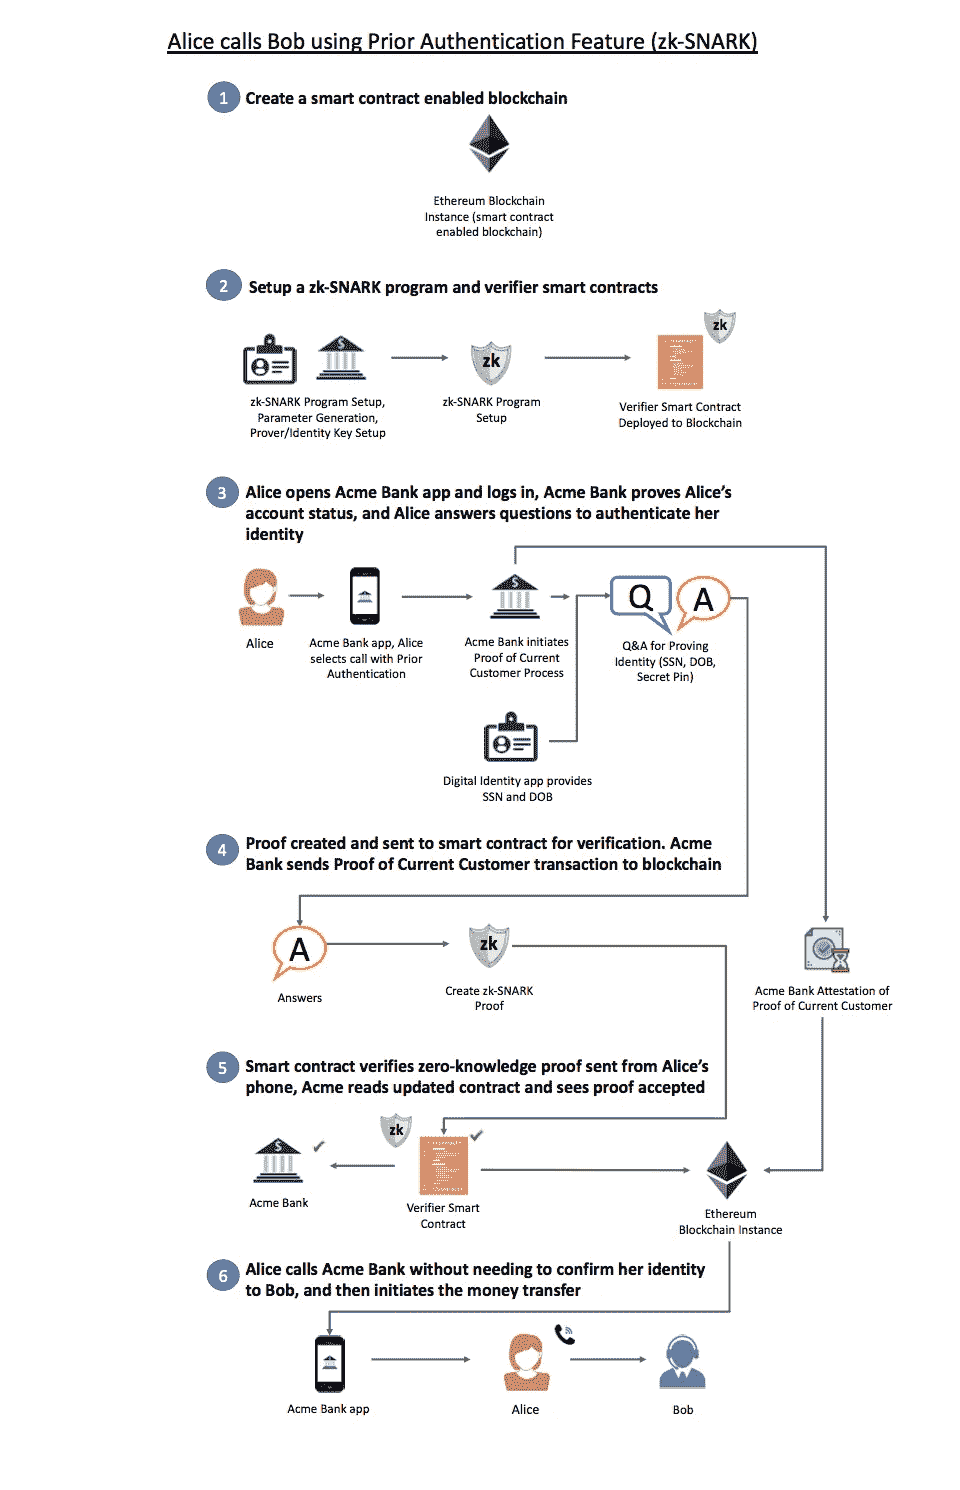 Alice calls Bob using Prior Authentication Feature (zk-SNARK)
1
Create a smart contract enabled blockchain
Ethereum Blockchain
Instance (smart contract
enabled blockchain)
2
Setup a zk-SNARK program and verifier smart contracts
zk
$
zk
zk-SNARK Program Setup,
Parameter Generation,
Prover/Identity Key Setup
zk-SNARK Program
Setup
Verifier Smart Contract
Deployed to Blockchain
3
Alice opens Acme Bank app and logs in, Acme Bank proves Alice's
account status, and Alice answers questions to authenticate her
identity
$
Q
A
Alice
Acme Bank app, Alice
selects call with Prior
Authentication
Acme Bank initiates
Proof of Current
Customer Process
Q&A for Proving
Identity (SSN, DOB,
Secret Pin)
Digital Identity app provides
SSN and DOB
4
Proof created and sent to smart contract for verification. Acme
Bank sends Proof of Current Customer transaction to blockchain
A
zk
Answers
Create zk-SNARK
Proof
Acme Bank Attestation of
Proof of Current Customer
5
Smart contract verifies zero-knowledge proof sent from Alice's
phone, Acme reads updated contract and sees proof accepted
zk
$
Acme Bank
Verifier Smart
Contract
Ethereum
Blockchain Instance
6
Alice calls Acme Bank without needing to confirm her identity
to Bob, and then initiates the money transfer
Acme Bank app
Alice
Bob